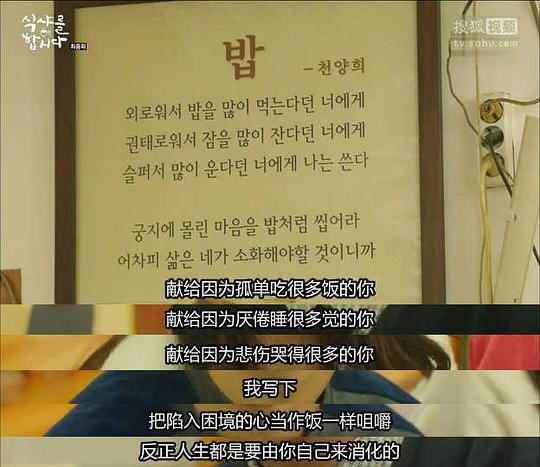 식샤를
합시다
최종회
搜狐视频
tv.sohu.com
밥
－천양희
외로워서 밥을 많이 먹는다던 너에게
권태로워서 잠을 많이 잔다던 너에게
슬퍼서 많이 운다던 너에게 나는 쓴다
궁지에 몰린 마음을 밥처럼 씹어라
어차피 삶은 네가 소화해야할 것이니까
献给因为孤单吃很多饭的你
献给因为厌倦睡很多觉的你
献给因为悲伤哭得很多的你
我写下
把陷入困境的心当作饭一样咀嚼
反正人生都是要由你自己来消化的